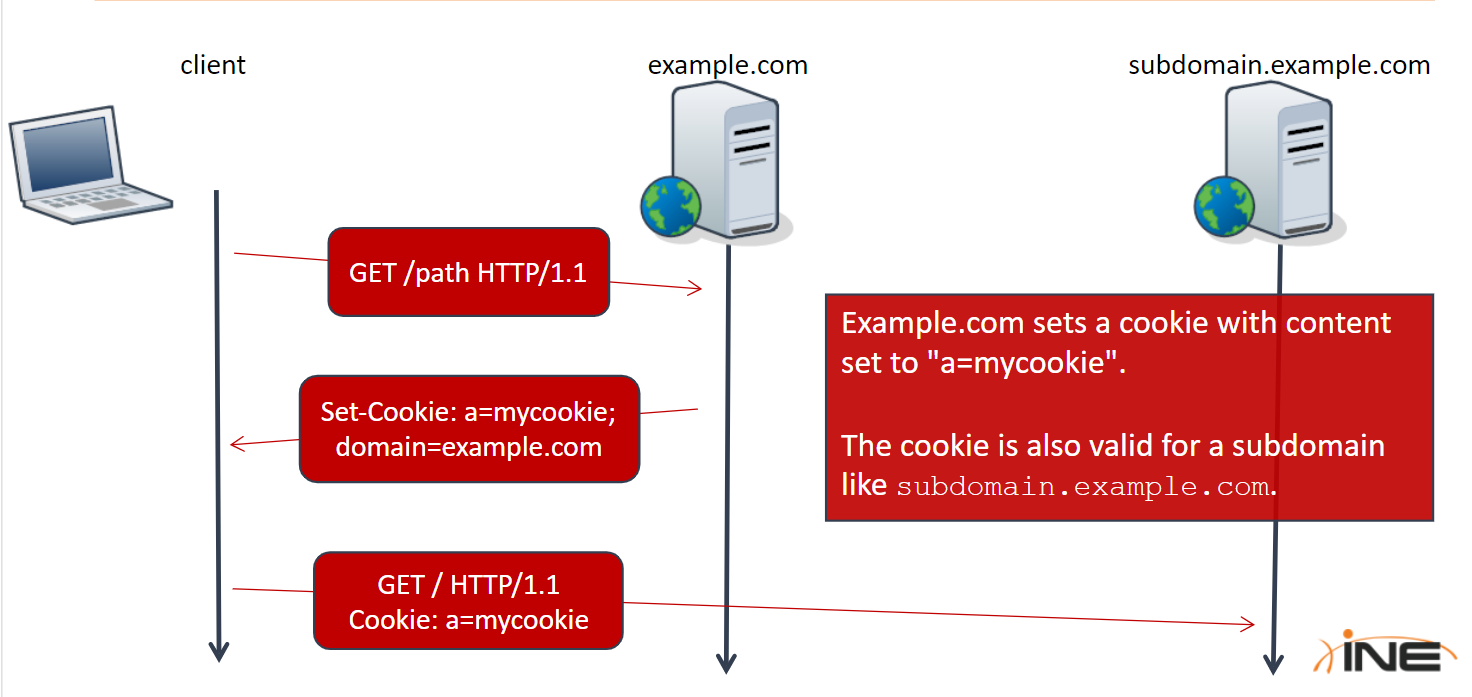 client
example.com
subdomain.example.com
GET /path HTTP/1.1
Example.com sets a cookie with content
set to "a=mycookie".
The cookie is also valid for a subdomain
like subdomain.example.com.
Set-Cookie: a=mycookie;
domain=example.com
GET / HTTP/1.1
Cookie: a=mycookie
iNE